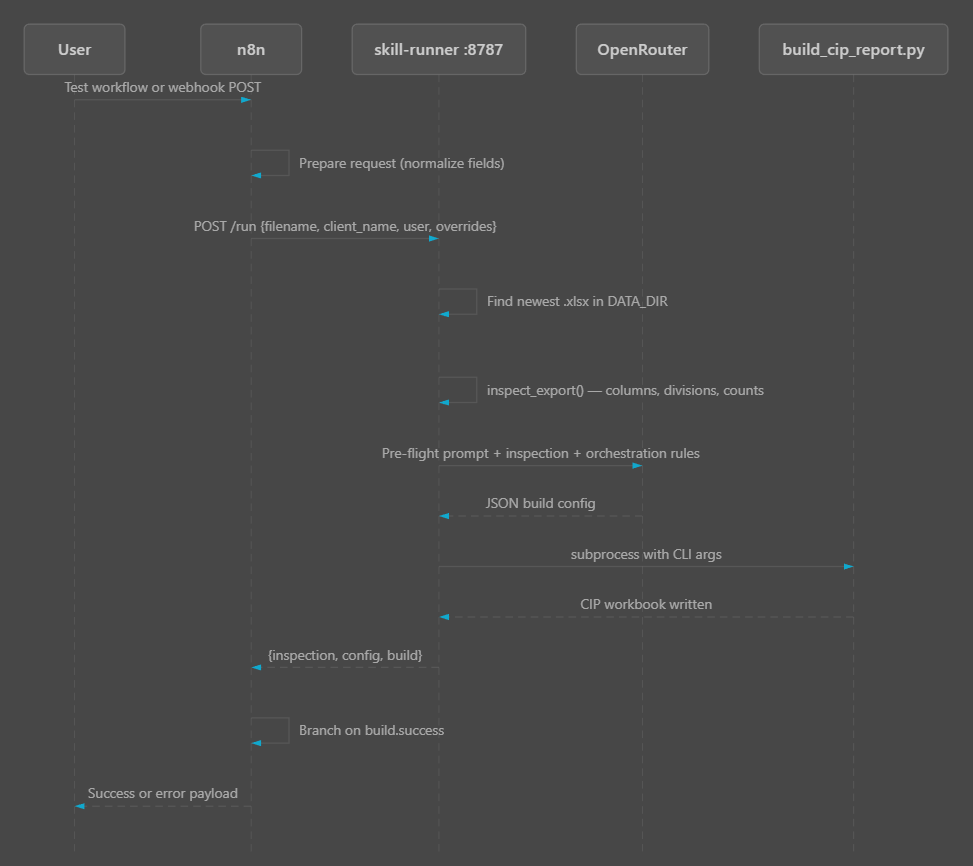 User
n8n
skill-runner :8787
OpenRouter
build_cip_report.py
Test workflow or webhook POST
Prepare request (normalize fields)
POST /run {filename, client_name, user, overrides}
Find newest .xlsx in DATA_DIR
inspect_export() — columns, divisions, counts
Pre-flight prompt + inspection + orchestration rules
JSON build config
subprocess with CLI args
CIP workbook written
{inspection, config, build}
Branch on build.success
Success or error payload